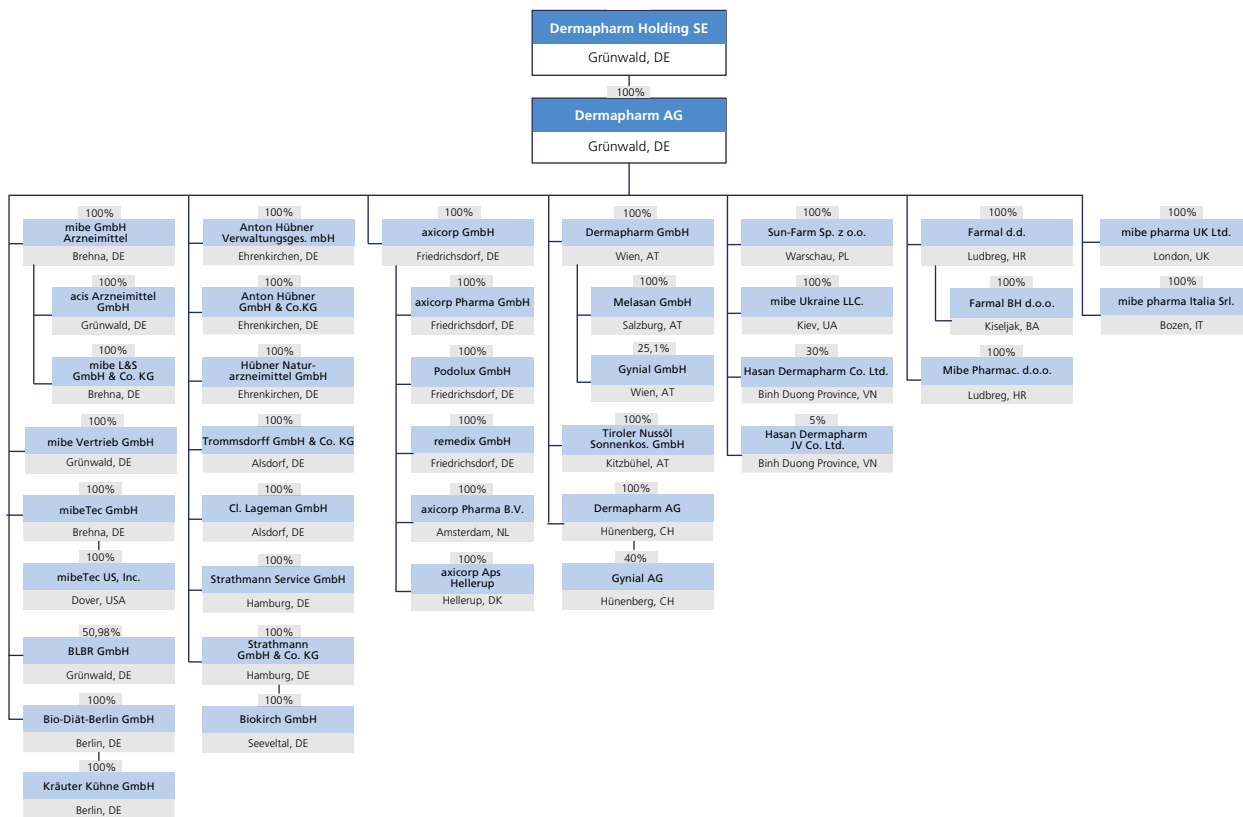 Dermapharm Holding SE
Grünwald, DE
100%
Dermapharm AG
Grünwald, DE
100%
mibe GmbH
Arzneimittel
Brehna, DE
100%
acis Arzneimittel
GmbH
Grünwald, DE
100%
mibe L&S
GmbH & Co. KG
Brehna, DE
100%
mibe Vertrieb GmbH
Grünwald, DE
100%
mibeTec GmbH
Brehna, DE
100%
mibeTec US, Inc.
Dover, USA
50,98%
BLBR GmbH
Grünwald, DE
100%
Bio-Diät-Berlin GmbH
Berlin, DE
100%
Kräuter Kühne GmbH
Berlin, DE
100%
Anton Hübner
Verwaltungsges. mbH
Ehrenkirchen, DE
100%
Anton Hübner
GmbH & Co.KG
Ehrenkirchen, DE
100%
Hübner Natur-
arzneimittel GmbH
Ehrenkirchen, DE
100%
Trommsdorff GmbH & Co. KG
Alsdorf, DE
100%
Cl. Lageman GmbH
Alsdorf, DE
100%
Strathmann Service GmbH
Hamburg, DE
100%
Strathmann
GmbH & Co. KG
Hamburg, DE
100%
Biokirch GmbH
Seeveltal, DE
100%
axicorp GmbH
Friedrichsdorf, DE
100%
axicorp Pharma GmbH
Friedrichsdorf, DE
100%
Podolux GmbH
Friedrichsdorf, DE
100%
remedix GmbH
Friedrichsdorf, DE
100%
axicorp Pharma B.V.
Amsterdam, NL
100%
axicorp Aps
Hellerup
Hellerup, DK
100%
Dermapharm GmbH
Wien, AT
100%
Melasan GmbH
Salzburg, AT
25,1%
Gynial GmbH
Wien, AT
100%
Tiroler Nussöl
Sonnenkos. GmbH
Kitzbühel, AT
100%
Dermapharm AG
Hünenberg, CH
40%
Gynial AG
Hünenberg, CH
100%
Sun-Farm Sp. z o.o.
Warschau, PL
100%
mibe Ukraine LLC.
Kiev, UA
30%
Hasan Dermapharm Co. Ltd.
Binh Duong Province, VN
5%
Hasan Dermapharm
JV Co. Ltd.
Binh Duong Province, VN
100%
Farmal d.d.
Ludbreg, HR
100%
Farmal BH d.o.o.
Kiseljak, BA
100%
Mibe Pharmac. d.o.o.
Ludbreg, HR
100%
mibe pharma UK Ltd.
London, UK
100%
mibe pharma Italia Srl.
Bozen, IT